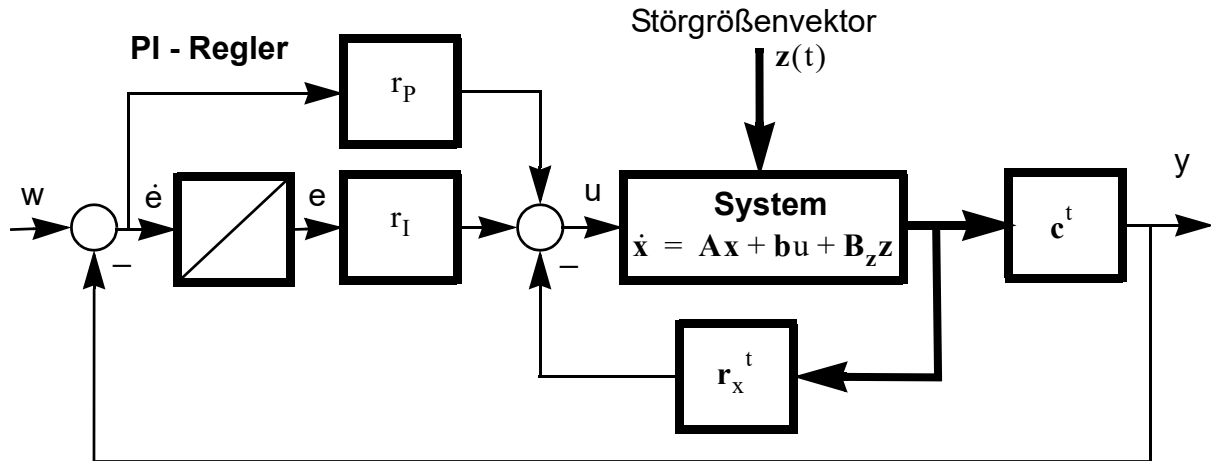 Störgrößenvektor
PI - Regler
z(t)
r_P
w
ė
e
r_I
u
System
ẋ = Ax + bu + B_z z
c^t
y
–
–
r_x^t